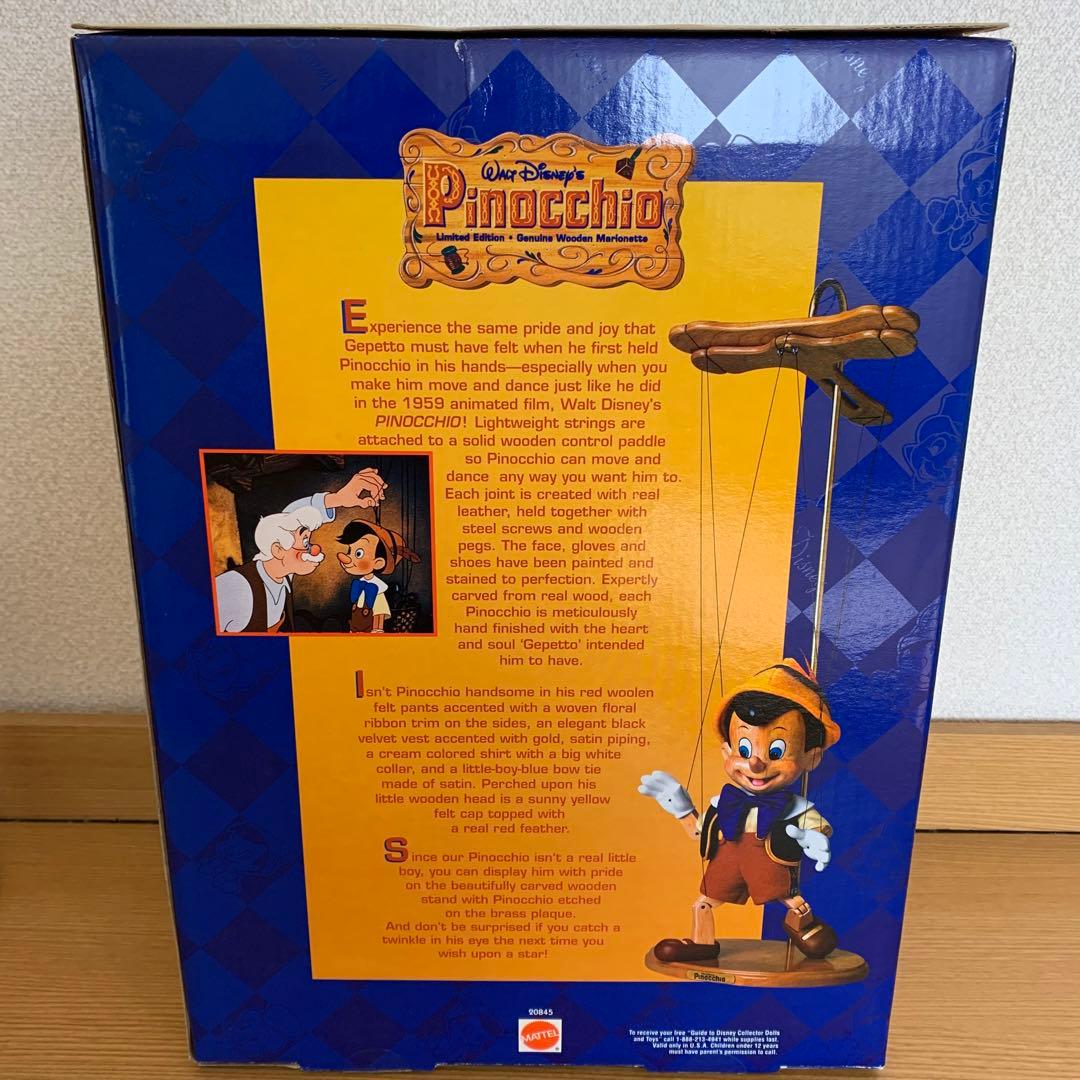 WALT DISNEY'S
Pinocchio
Limited Edition • Genuine Wooden Marionette
Experience the same pride and joy that
Gepetto must have felt when he first held
Pinocchio in his hands—especially when you
make him move and dance just like he did
in the 1959 animated film, Walt Disney's
PINOCCHIO! Lightweight strings are
attached to a solid wooden control paddle
so Pinocchio can move and
dance any way you want him to.
Each joint is created with real
leather, held together with
steel screws and wooden
pegs. The face, gloves and
shoes have been painted and
stained to perfection. Expertly
carved from real wood, each
Pinocchio is meticulously
hand finished with the heart
and soul 'Gepetto' intended
him to have.
Isn't Pinocchio handsome in his red woolen
felt pants accented with a woven floral
ribbon trim on the sides, an elegant black
velvet vest accented with gold, satin piping,
a cream colored shirt with a big white
collar, and a little-boy-blue bow tie
made of satin. Perched upon his
little wooden head is a sunny yellow
felt cap topped with
a real red feather.
Since our Pinocchio isn't a real little
boy, you can display him with pride
on the beautifully carved wooden
stand with Pinocchio etched
on the brass plaque.
And don't be surprised if you catch a
twinkle in his eye the next time you
wish upon a star!
Pinocchio
Disney
20845
MATTEL
®
To receive your free "Guide to Disney Collector Dolls
and Toys" call 1-888-213-4941 while supplies last.
Valid only in U.S.A. Children under 12 years
must have parent's permission to call.